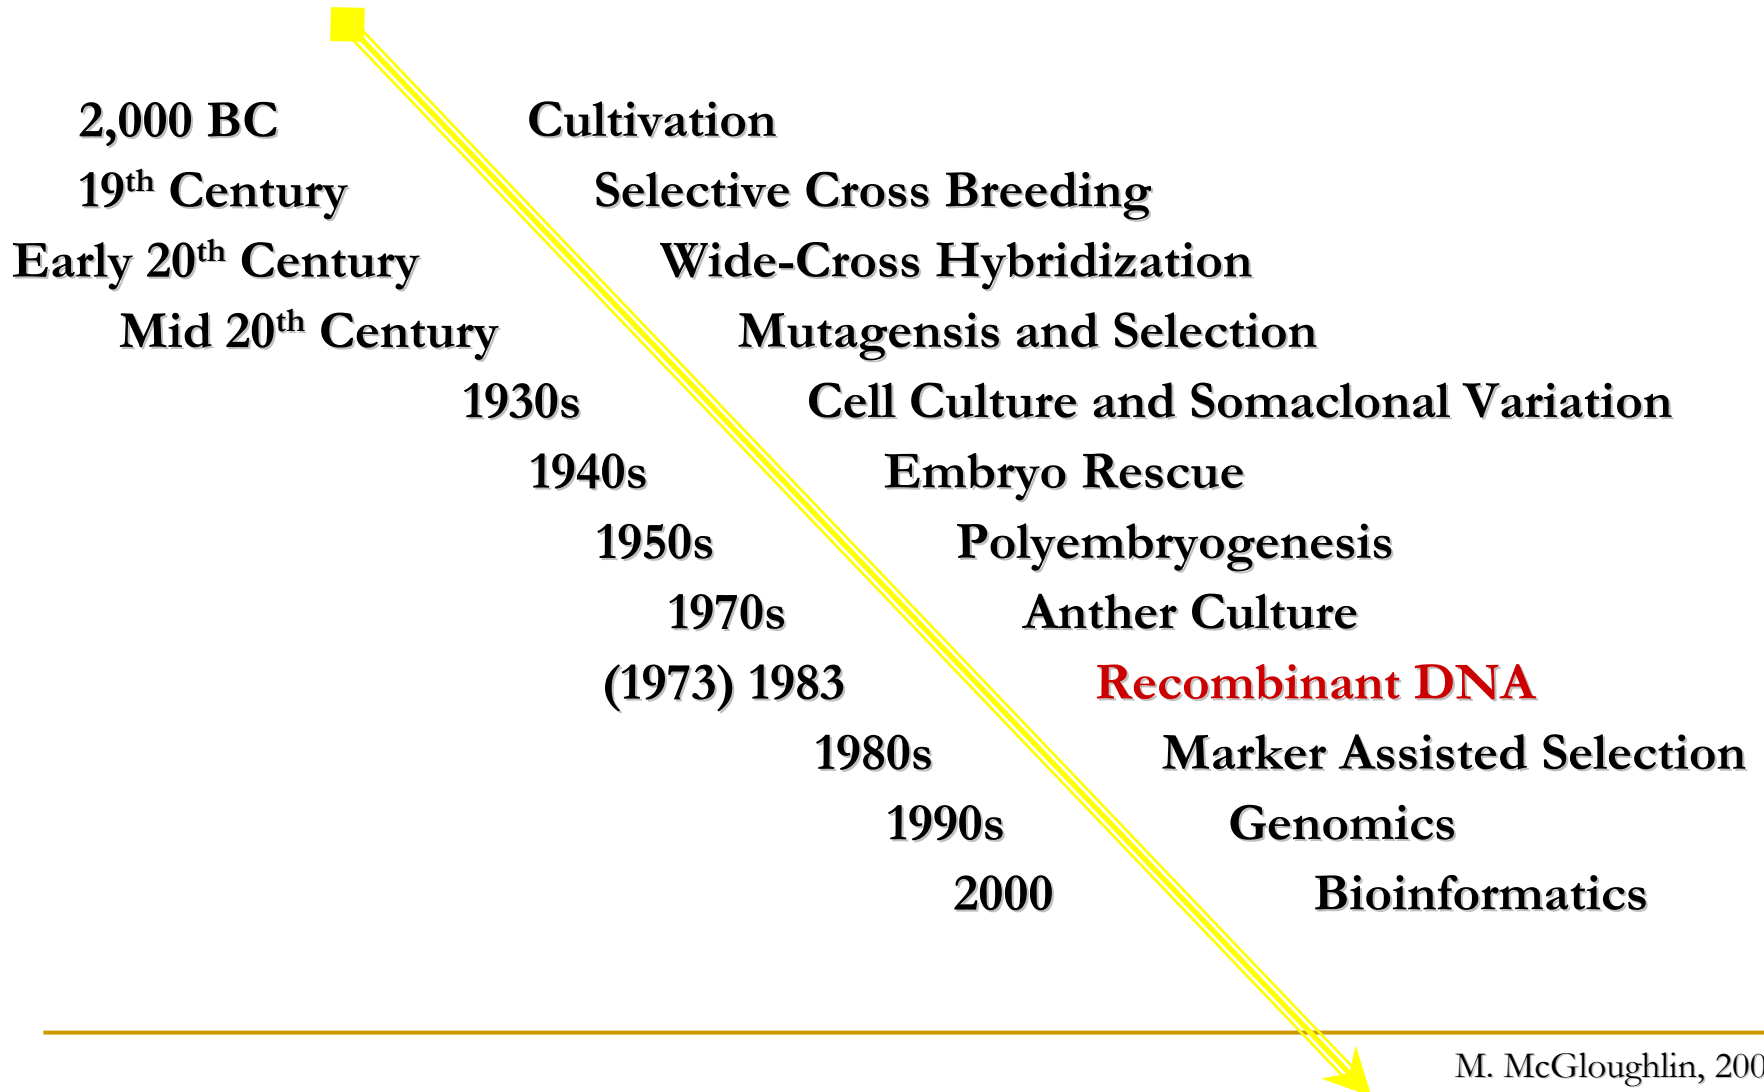 2,000 BC Cultivation
19th Century Selective Cross Breeding
Early 20th Century Wide-Cross Hybridization
Mid 20th Century Mutagensis and Selection
1930s Cell Culture and Somaclonal Variation
1940s Embryo Rescue
1950s Polyembryogenesis
1970s Anther Culture
(1973) 1983 Recombinant DNA
1980s Marker Assisted Selection
1990s Genomics
2000 Bioinformatics
M. McGloughlin, 200